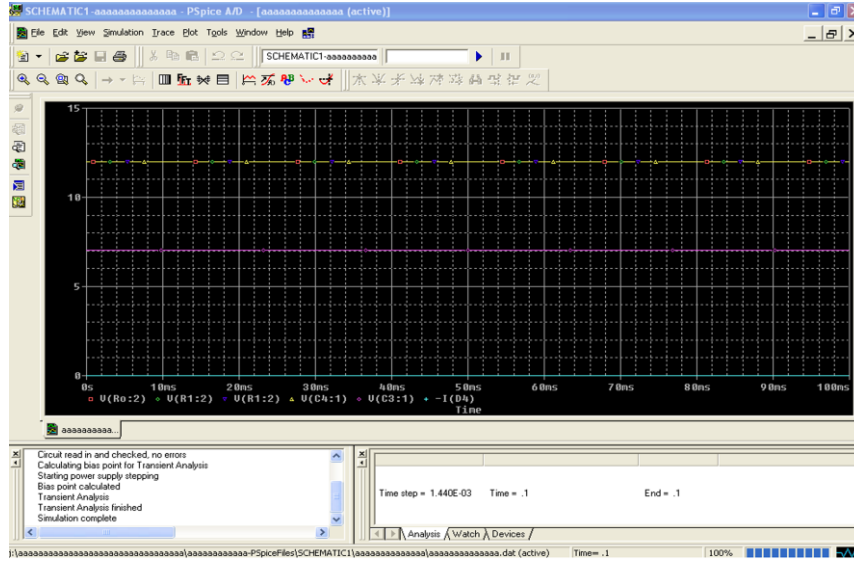 SCHEMATIC1-aaaaaaaaaaaaaa - PSpice A/D - [aaaaaaaaaaaaaa (active)]
File Edit View Simulation Trace Plot Tools Window Help
SCHEMATIC1-aaaaaaaaaa
15
10
5
0
0s 10ms 20ms 30ms 40ms 50ms 60ms 70ms 80ms 90ms 100ms
V(Ro:2) V(R1:2) V(R1:2) V(C4:1) V(C3:1) -I(D4)
Time
aaaaaaaaa...
Circuit read in and checked, no errors
Calculating bias point for Transient Analysis
Starting power supply stepping
Bias point calculated
Transient Analysis
Transient Analysis finished
Simulation complete
Time step = 1.440E-03 Time = .1 End = .1
Analysis Watch Devices
Time= .1 100%